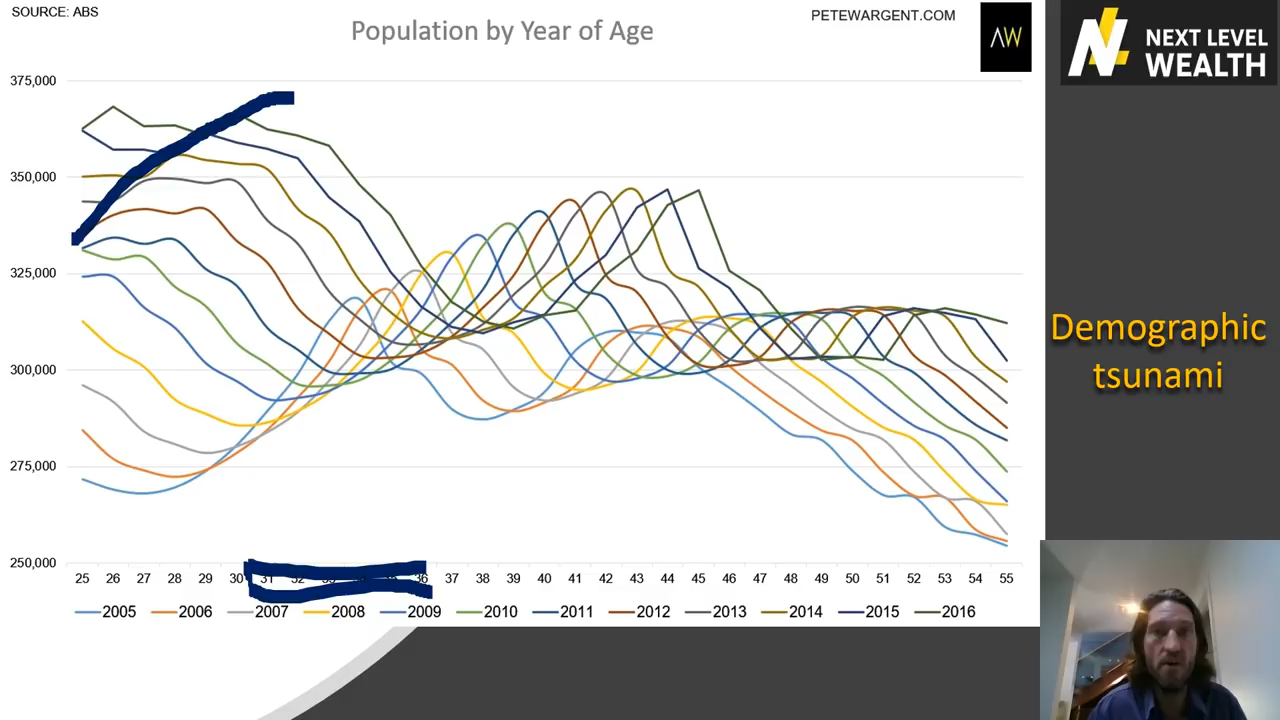 SOURCE: ABS
Population by Year of Age
PETEWARGENT.COM
AW
NEXT LEVEL
WEALTH
375,000
350,000
325,000
300,000
275,000
250,000
25 26 27 28 29 30 31 32 36 37 38 39 40 41 42 43 44 45 46 47 48 49 50 51 52 53 54 55
2005 2006 2007 2008 2009 2010 2011 2012 2013 2014 2015 2016
Demographic
tsunami